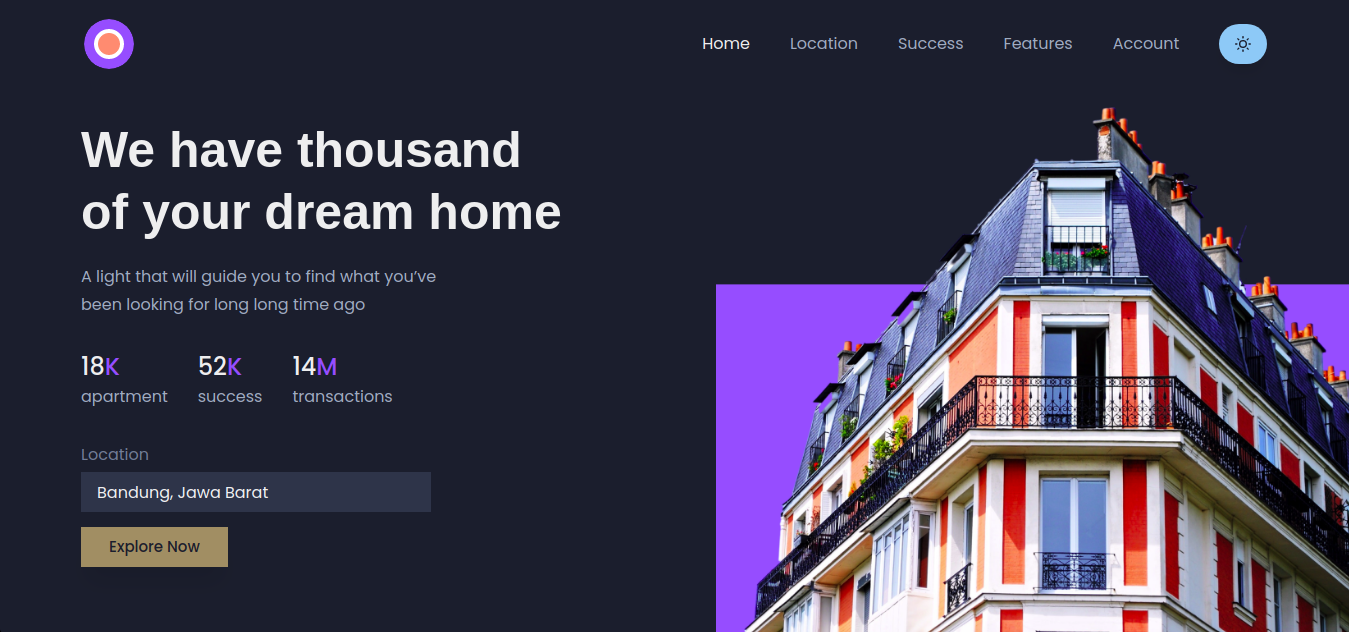 Home Location Success Features Account
We have thousand
of your dream home
A light that will guide you to find what you’ve
been looking for long long time ago
18K 52K 14M
apartment success transactions
Location
Bandung, Jawa Barat
Explore Now